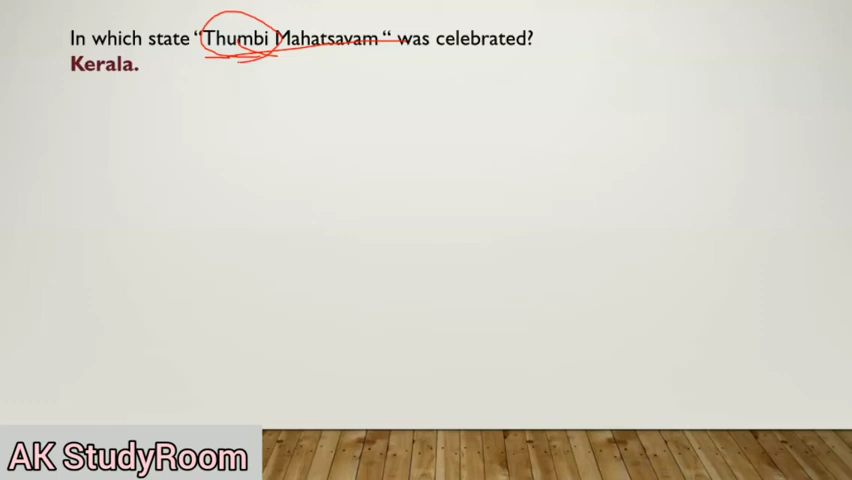 In which state “Thumbi Mahatsavam “ was celebrated?
Kerala.
AK StudyRoom